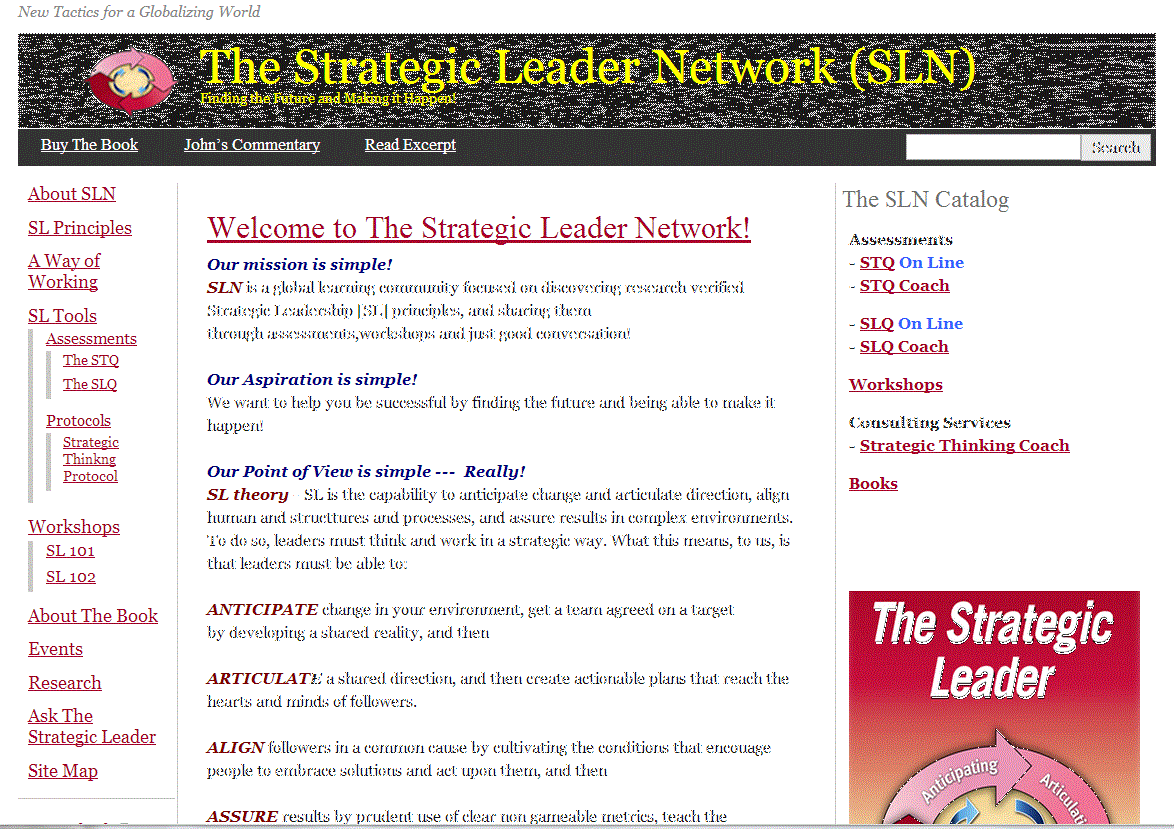 New Tactics for a Globalizing World
The Strategic Leader Network (SLN)
Finding the Future and Making it Happen!
Buy The Book
John's Commentary
Read Excerpt
Search
About SLN
SL Principles
A Way of
Working
SL Tools
Assessments
The STQ
The SLQ
Protocols
Strategic
Thinkng
Protocol
Workshops
SL 101
SL 102
About The Book
Events
Research
Ask The
Strategic Leader
Site Map
Welcome to The Strategic Leader Network!
Our mission is simple!
SLN is a global learning community focused on discovering research verified
Strategic Leadership [SL] principles, and sharing them
through assessments,workshops and just good conversation!
Our Aspiration is simple!
We want to help you be successful by finding the future and being able to make it
happen!
Our Point of View is simple --- Really!
SL theory - SL is the capability to anticipate change and articulate direction, align
human and structtures and processes, and assure results in complex environments.
To do so, leaders must think and work in a strategic way. What this means, to us, is
that leaders must be able to:
ANTICIPATE change in your environment, get a team agreed on a target
by developing a shared reality, and then
ARTICULATE a shared direction, and then create actionable plans that reach the
hearts and minds of followers.
ALIGN followers in a common cause by cultivating the conditions that encouage
people to embrace solutions and act upon them, and then
ASSURE results by prudent use of clear non gameable metrics, teach the
The SLN Catalog
Assessments
- STQ On Line
- STQ Coach
- SLQ On Line
- SLQ Coach
Workshops
Consulting Services
- Strategic Thinking Coach
Books
The Strategic
Leader
Anticipating